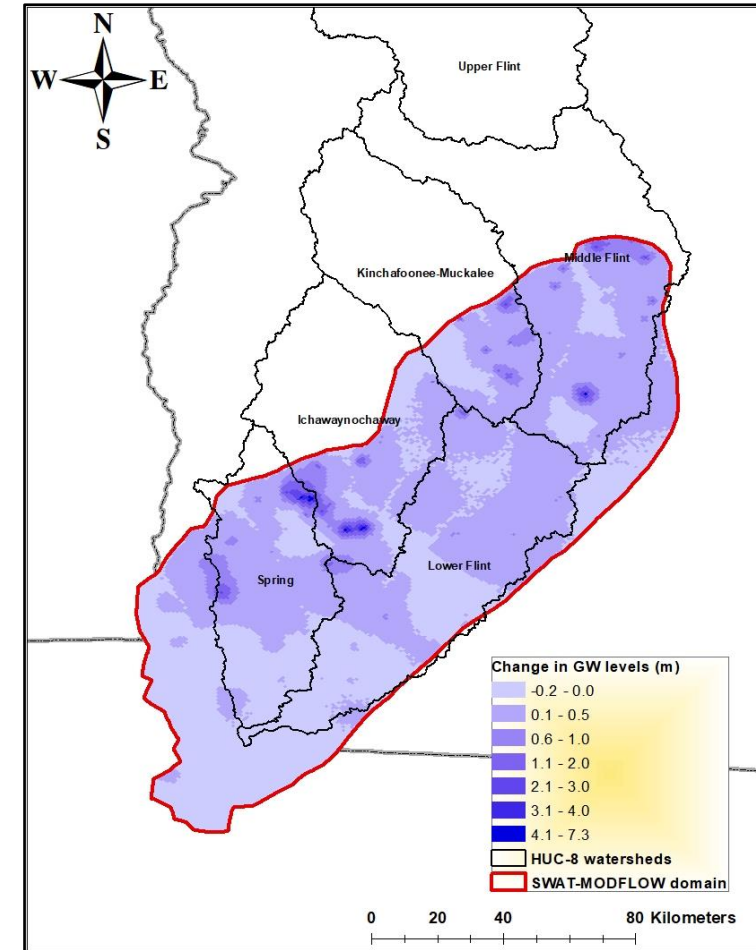 N
W E
S
Upper Flint
Kinchafoonee-Muckalee
Middle Flint
Ichawaynochaway
Spring
Lower Flint
Change in GW levels (m)
-0.2 - 0.0
0.1 - 0.5
0.6 - 1.0
1.1 - 2.0
2.1 - 3.0
3.1 - 4.0
4.1 - 7.3
HUC-8 watersheds
SWAT-MODFLOW domain
0 20 40 80 Kilometers